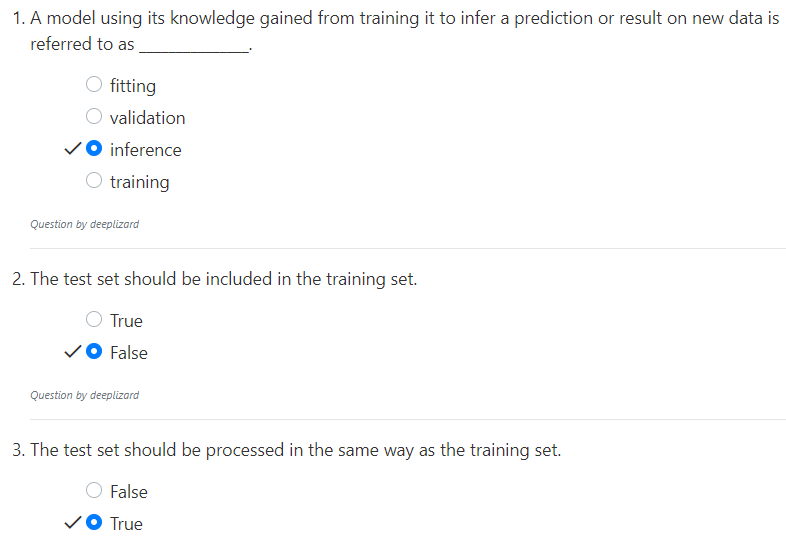 1. A model using its knowledge gained from training it to infer a prediction or result on new data is
referred to as _______________.
fitting
validation
inference
training
Question by deeplizard
2. The test set should be included in the training set.
True
False
Question by deeplizard
3. The test set should be processed in the same way as the training set.
False
True